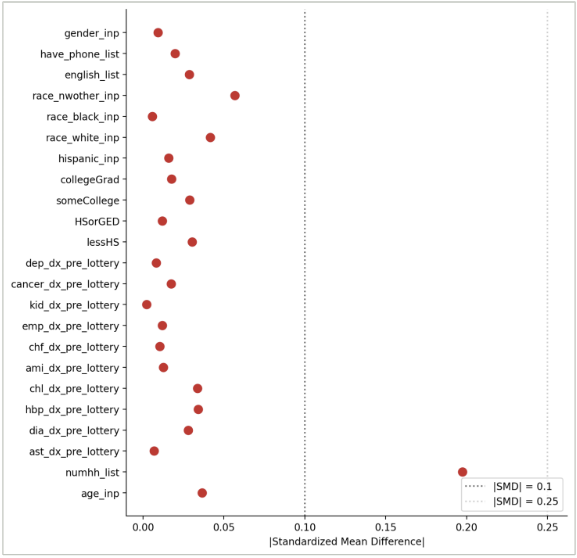 gender_inp
have_phone_list
english_list
race_nwother_inp
race_black_inp
race_white_inp
hispanic_inp
collegeGrad
someCollege
HSorGED
lessHS
dep_dx_pre_lottery
cancer_dx_pre_lottery
kid_dx_pre_lottery
emp_dx_pre_lottery
chf_dx_pre_lottery
ami_dx_pre_lottery
chl_dx_pre_lottery
hbp_dx_pre_lottery
dia_dx_pre_lottery
ast_dx_pre_lottery
numhh_list
age_inp
|SMD| = 0.1
|SMD| = 0.25
0.00 0.05 0.10 0.15 0.20 0.25
|Standardized Mean Difference|